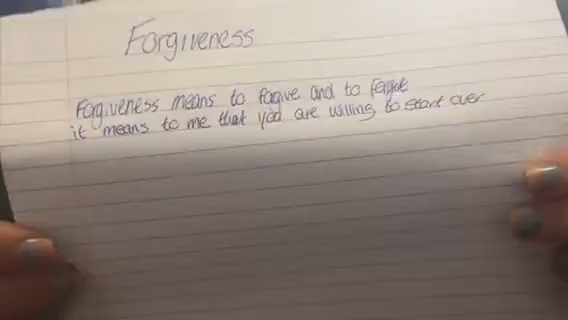 Forgiveness
Forgiveness means to forgive and to forget
it means to me that you are willing to start over